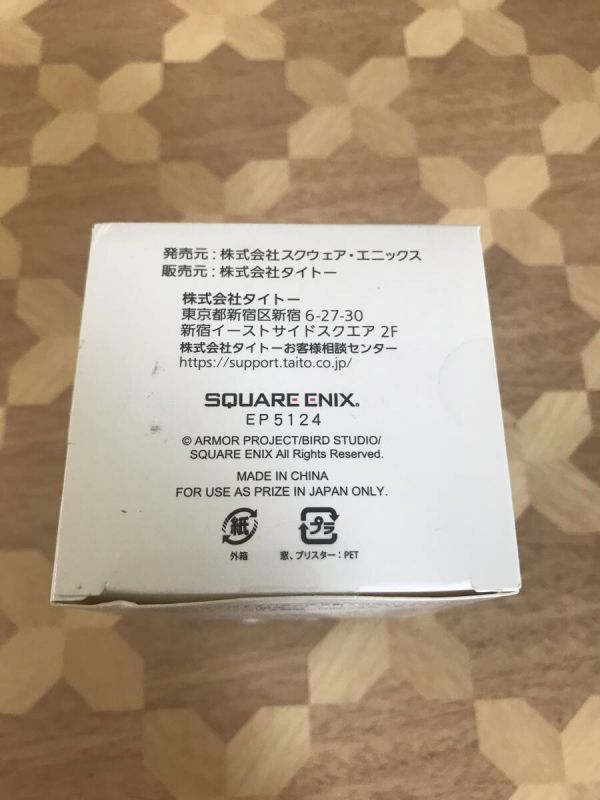 発売元:株式会社スクウェア・エニックス
販売元:株式会社タイトー
株式会社タイトー
東京都新宿区新宿 6-27-30
新宿イーストサイドスクエア 2F
株式会社タイトーお客様相談センター
https://support.taito.co.jp/
SQUARE ENIX.
EP5124
© ARMOR PROJECT/BIRD STUDIO/
SQUARE ENIX All Rights Reserved.
MADE IN CHINA
FOR USE AS PRIZE IN JAPAN ONLY.
紙 プラ
外箱 窓、ブリスター:PET